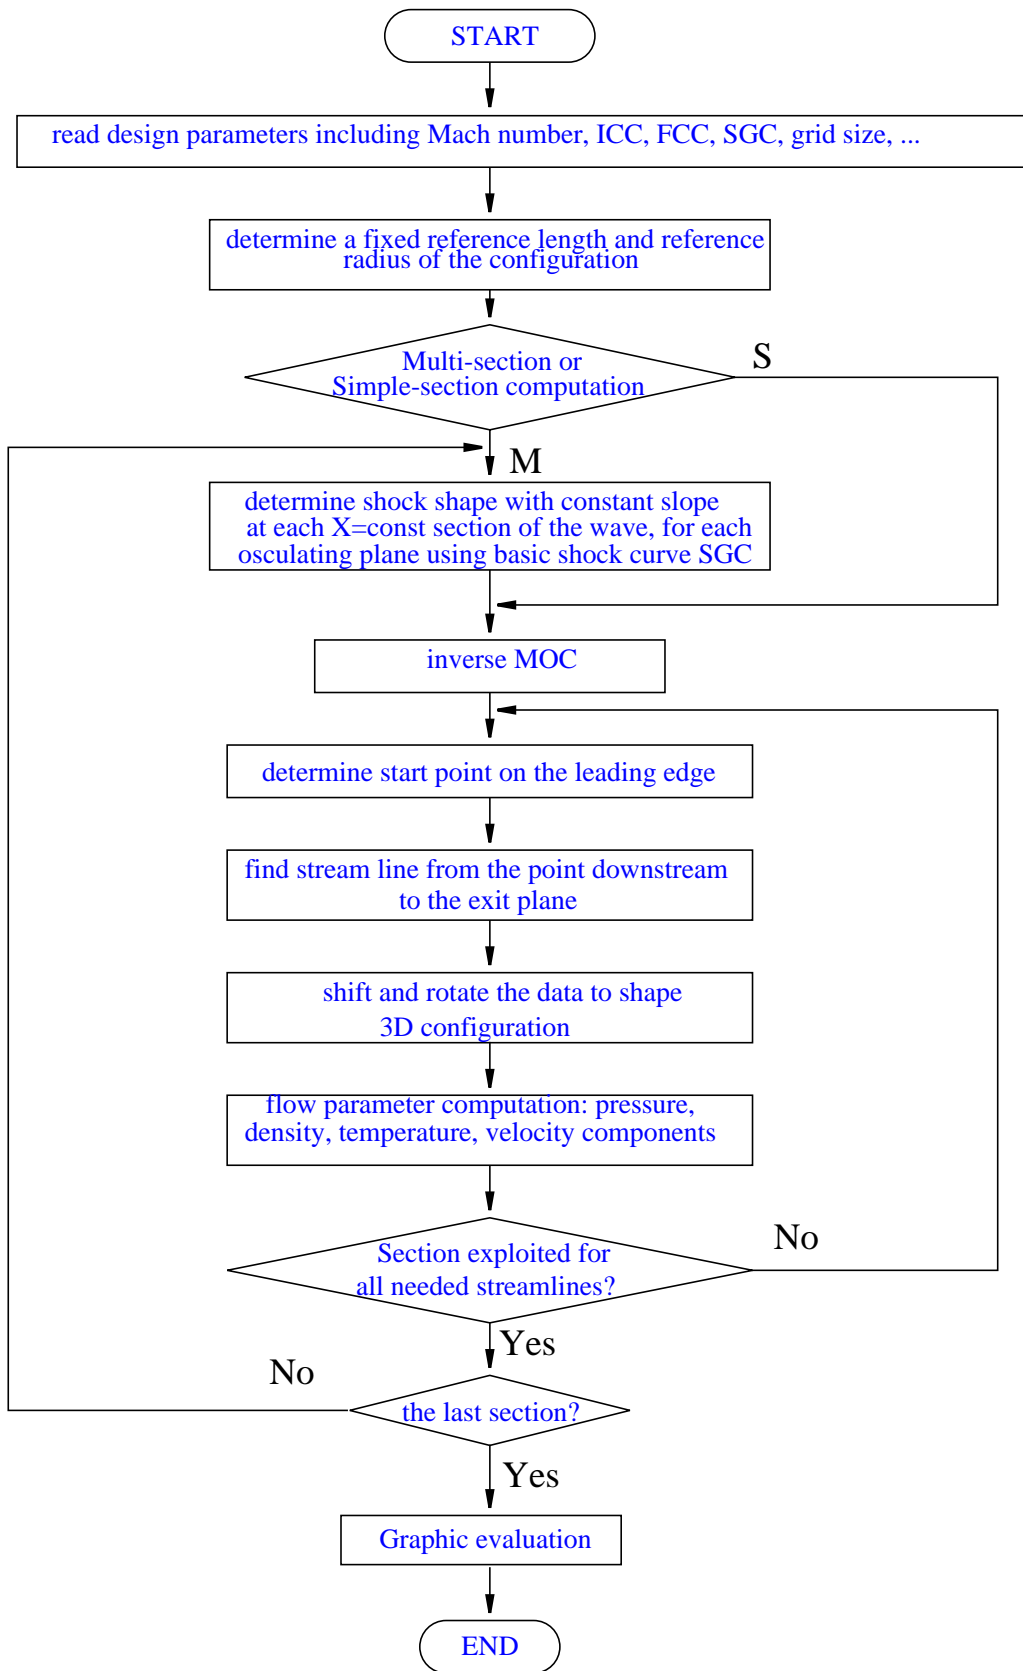 START
read design parameters including Mach number, ICC, FCC, SGC, grid size, ...
determine a fixed reference length and reference
radius of the configuration
Multi-section or
Simple-section computation
S
M
determine shock shape with constant slope
at each X=const section of the wave, for each
osculating plane using basic shock curve SGC
inverse MOC
determine start point on the leading edge
find stream line from the point downstream
to the exit plane
shift and rotate the data to shape
3D configuration
flow parameter computation: pressure,
density, temperature, velocity components
Section exploited for
all needed streamlines?
No
Yes
No
the last section?
Yes
Graphic evaluation
END